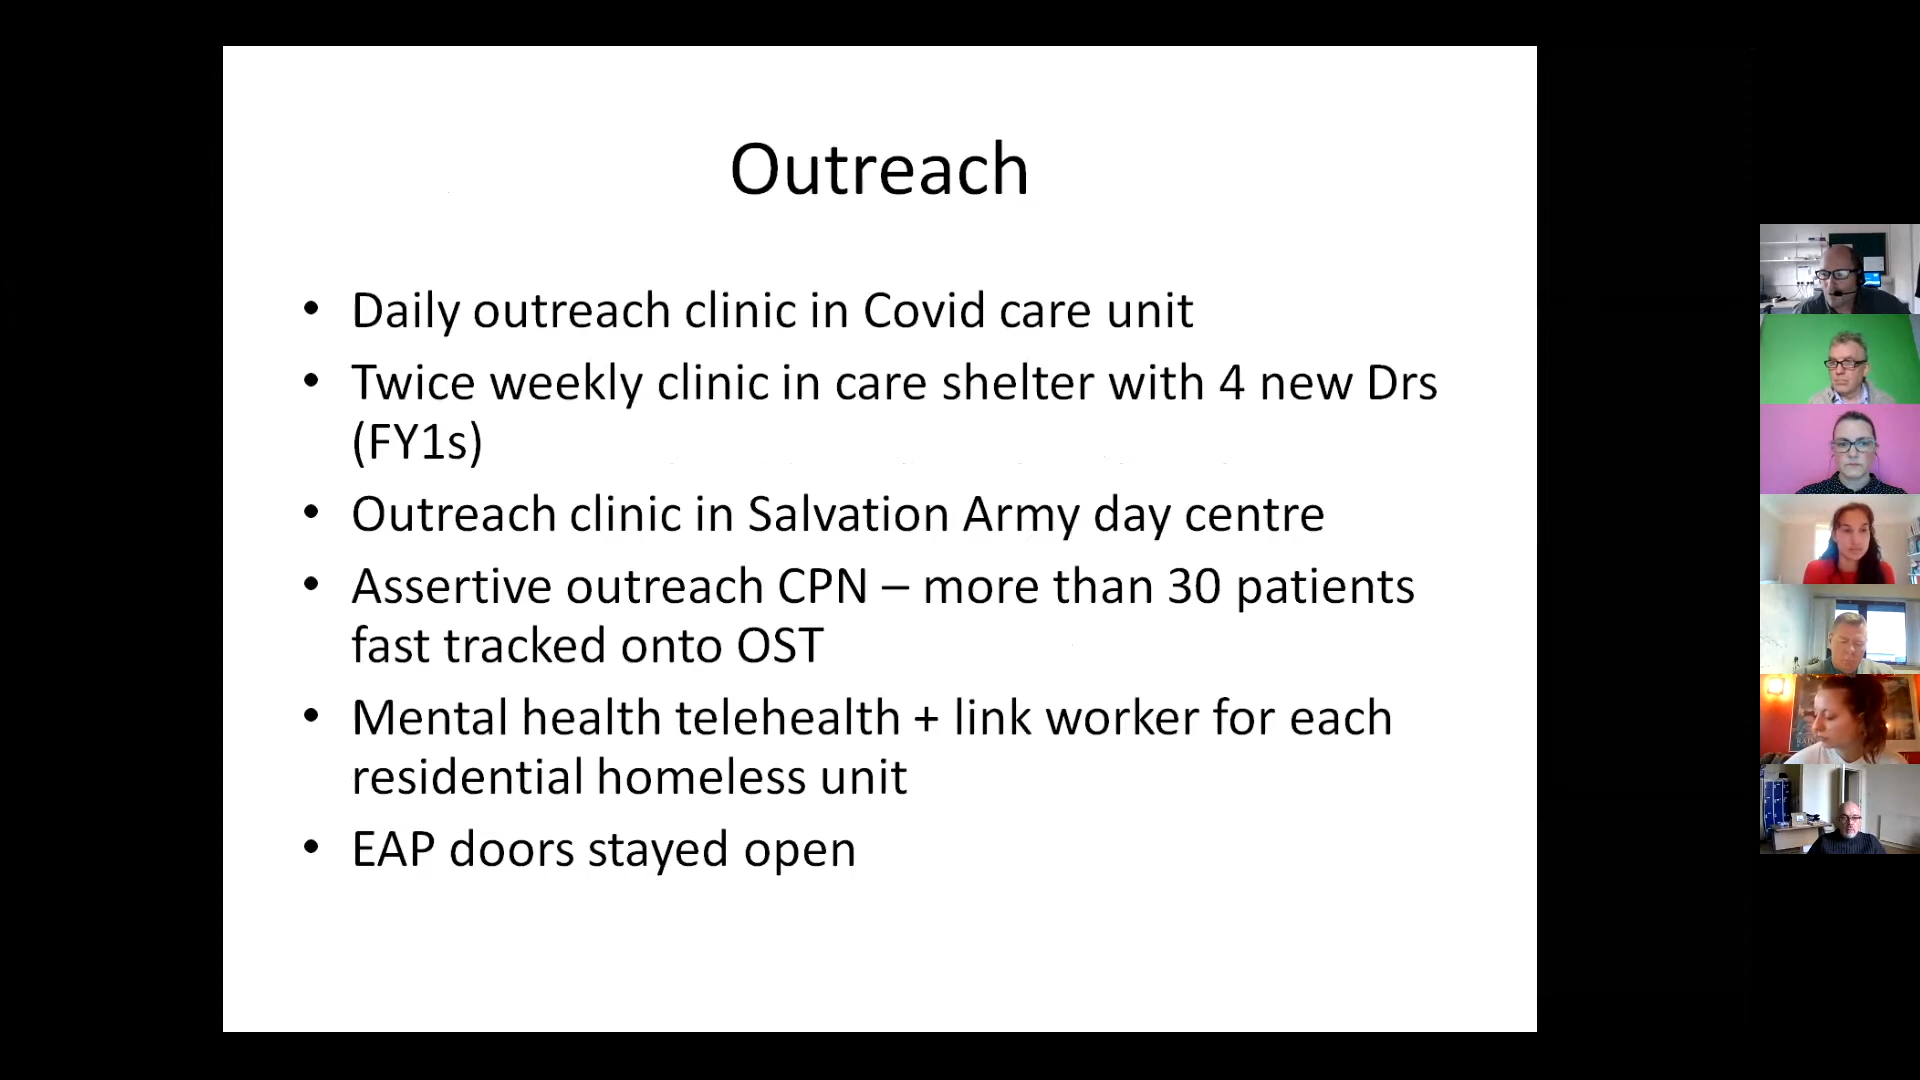 Outreach
• Daily outreach clinic in Covid care unit
• Twice weekly clinic in care shelter with 4 new Drs
(FY1s)
• Outreach clinic in Salvation Army day centre
• Assertive outreach CPN – more than 30 patients
fast tracked onto OST
• Mental health telehealth + link worker for each
residential homeless unit
• EAP doors stayed open